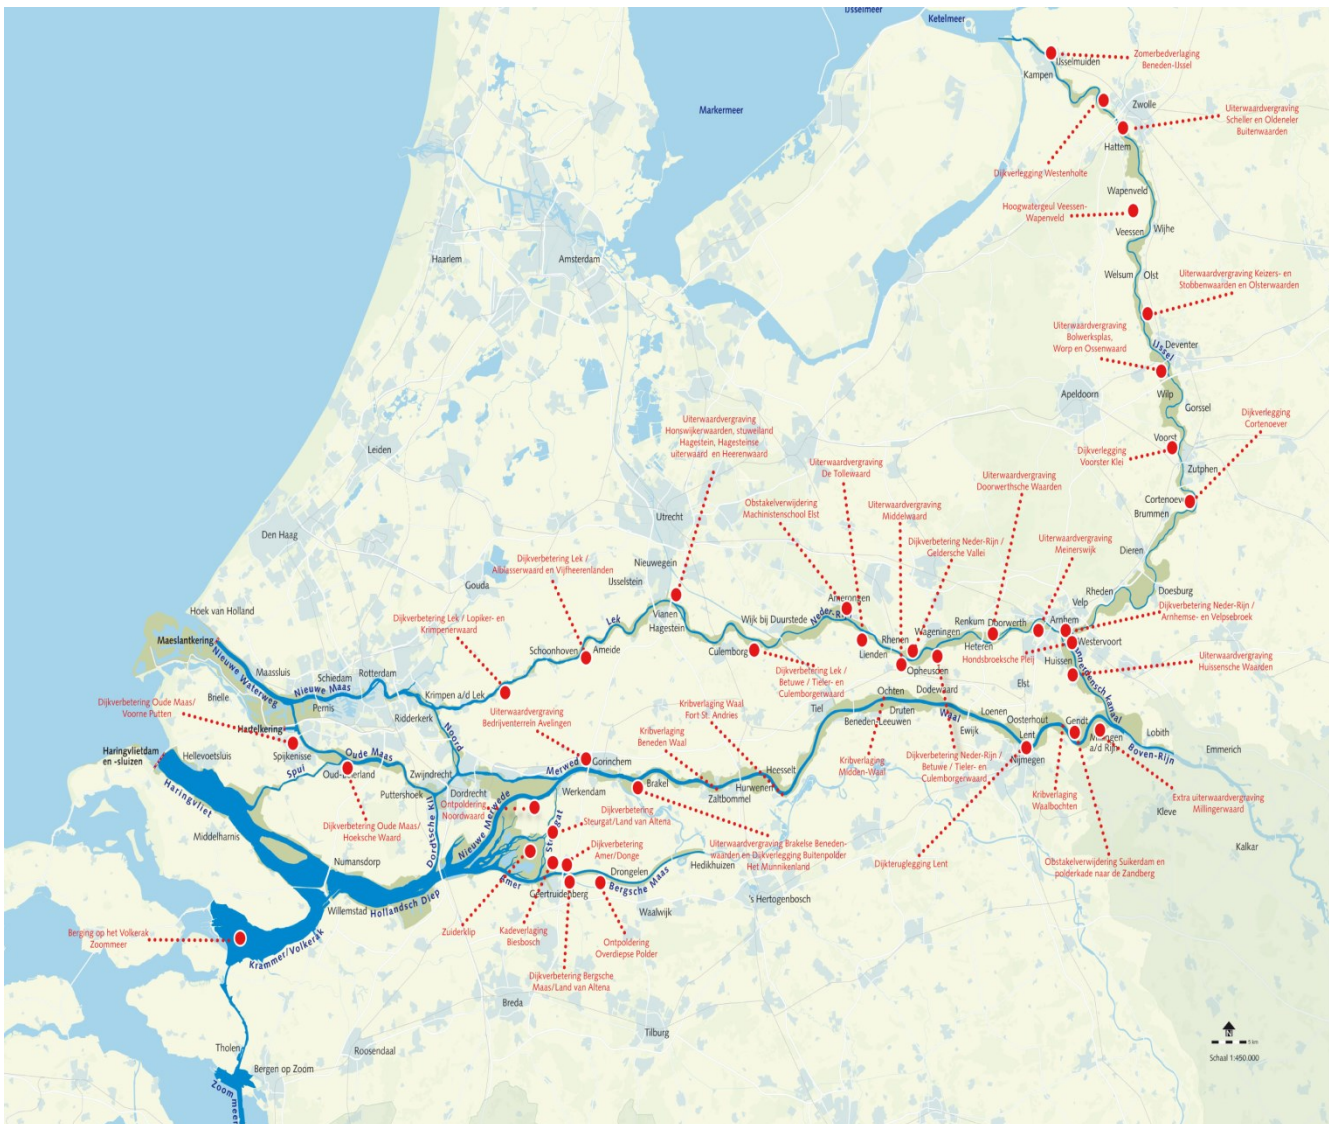 IJsselmeer
Ketelmeer
Markermeer
Zomerbedverlaging
Beneden-IJssel
IJsselmuiden
Kampen
Zwolle
Uiterwaardvergraving
Scheller en Oldeneler
Buitenwaarden
Hattem
Dijkverlegging Westenholte
Wapenveld
Hoogwatergeul Veessen-
Wapenveld
Veessen
Wijhe
Welsum
Olst
Uiterwaardvergraving Keizers- en
Stobbenwaarden en Olsterwaarden
Uiterwaardvergraving
Bolwerksplas,
Worp en Ossenwaard
IJssel
Deventer
Apeldoorn
Wilp
Gorssel
Dijkverlegging
Cortenoever
Voorst
Dijkverlegging
Voorster Klei
Zutphen
Brummen
Dieren
Rheden
Doesburg
Velp
Haarlem
Amsterdam
Leiden
Den Haag
Utrecht
Nieuwegein
IJsselstein
Gouda
Uiterwaardvergraving
Honswijkerwaarden, stuweiland
Hagestein, Hagesteinse
uiterwaard en Heerenwaard
Uiterwaardvergraving
De Tollewaard
Obstakelverwijdering
Machinistenschool Elst
Uiterwaardvergraving
Middelwaard
Uiterwaardvergraving
Doorwerthsche Waarden
Dijkverbetering Neder-Rijn /
Geldersche Vallei
Uiterwaardvergraving
Meinerswijk
Dijkverbetering Neder-Rijn /
Arnhemse- en Velpsebroek
Dijkverbetering Lek /
Alblasserwaard en Vijfheerenlanden
Dijkverbetering Lek / Lopiker- en
Krimpenerwaard
Hoek van Holland
Maeslantkering
Nieuwe Waterweg
Maassluis
Schiedam
Rotterdam
Nieuwe Maas
Pernis
Brielle
Krimpen a/d Lek
Ridderkerk
Schoonhoven
Ameide
Lek
Vianen
Hagestein
Wijk bij Duurstede
Culemborg
Amerongen
Lienden
Rhenen
Wageningen
Opheusden
Renkum
Doorwerth
Heteren
Arnhem
Westervoort
Hondsbroeksche Pleij
Huissen
Elst
Uiterwaardvergraving
Huissensche Waarden
Dijkverbetering Lek /
Betuwe / Tieler- en
Culemborgerwaard
Dijkverbetering Oude Maas/
Voorne Putten
Hartelkering
Spijkenisse
Haringvlietdam
en -sluizen
Hellevoetsluis
Haringvliet
Spui
Oude Maas
Puttershoek
Zwijndrecht
Noord
Dordrecht
Dordtsche Kil
Dijkverbetering Oude Maas/
Hoeksche Waard
Middelharnis
Numansdorp
Willemstad
Hollandsch Diep
Krammer/Volkerak
Berging op het Volkerak
Zoommeer
Uiterwaardvergraving
Bedrijventerrein Avelingen
Gorinchem
Werkendam
Nieuwe Merwede
Ontpoldering
Noordwaard
Dijkverbetering
Steurgat/Land van Altena
Dijkverbetering
Amer/Donge
Brakel
Kribverlaging
Beneden Waal
Kribverlaging Waal
Fort St. Andries
Zaltbommel
Hurwenen
Heesselt
Tiel
Ochten
Druten
Beneden-Leeuwen
Dodewaard
Waal
Ewijk
Loenen
Oosterhout
Lent
Nijmegen
Gendt
Lobith
Boven-Rijn
Emmerich
Kleve
Kalkar
Kribverlaging
Midden-Waal
Dijkverbetering Neder-Rijn /
Betuwe / Tieler- en
Culemborgerwaard
Kribverlaging
Waalbochten
Extra uiterwaardvergraving
Millingerwaard
Dijkteruglegging Lent
Obstakelverwijdering Suikerdam en
polderkade naar de Zandberg
Uiterwaardvergraving Brakelse Beneden-
waarden en Dijkverlegging Buitenpolder
Het Munnikenland
Drongelen
Hedikhuizen
Bergsche Maas
Geertruidenberg
Waalwijk
's Hertogenbosch
Zuiderklip
Kadeverlaging
Biesbosch
Ontpoldering
Overdiepse Polder
Dijkverbetering Bergsche
Maas/Land van Altena
Breda
Tilburg
Roosendaal
Tholen
Bergen op Zoom
Zoommeer
N
5 km
Schaal 1:450.000